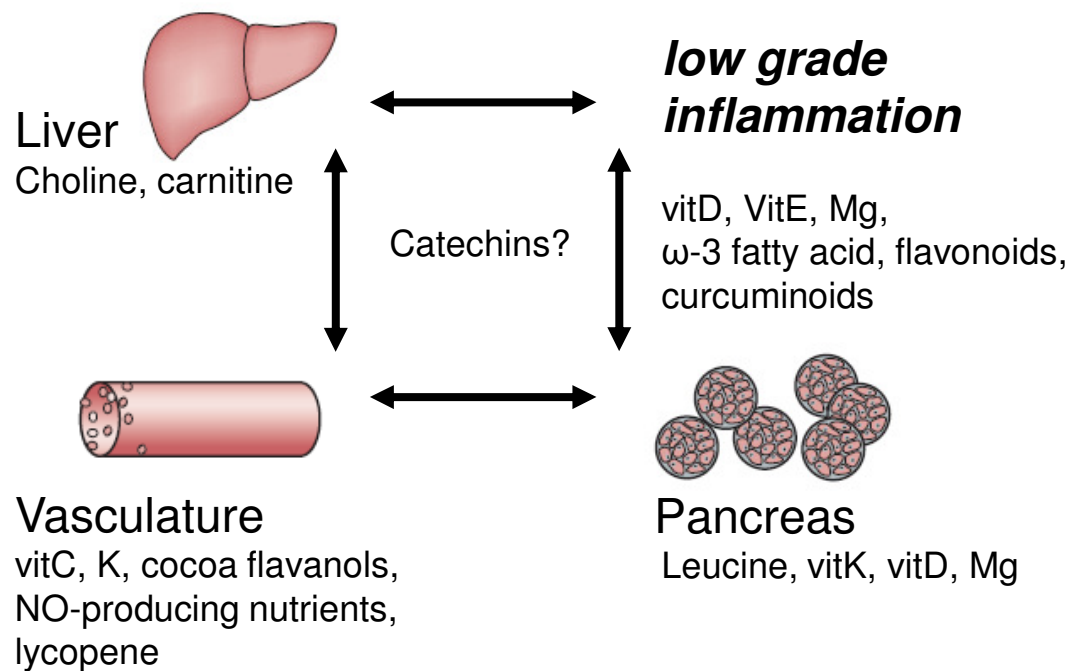 low grade
inflammation
Liver
Choline, carnitine
vitD, VitE, Mg,
ω-3 fatty acid, flavonoids,
curcuminoids
Catechins?
Vasculature
vitC, K, cocoa flavanols,
NO-producing nutrients,
lycopene
Pancreas
Leucine, vitK, vitD, Mg